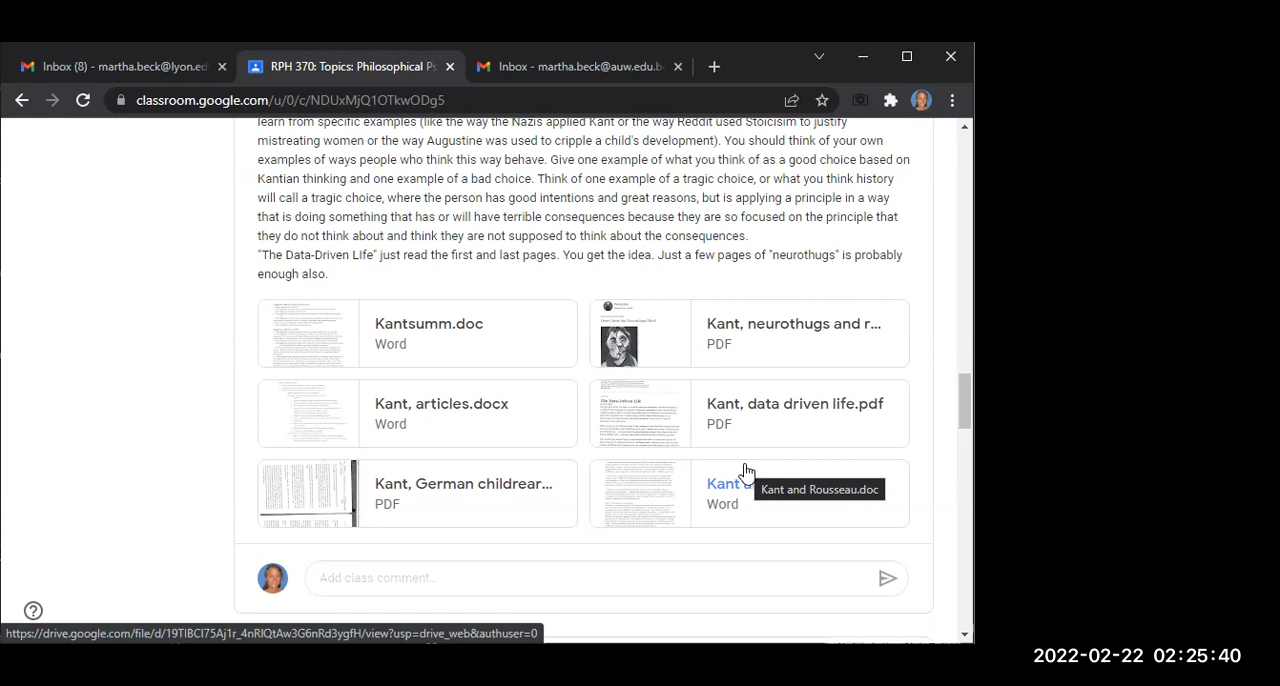 Inbox (8) - martha.beck@lyon.ed
RPH 370: Topics: Philosophical Ps
Inbox - martha.beck@auw.edu.b
classroom.google.com/u/0/c/NDUxMjQ1OTkwODg5
learn from specific examples (like the way the Nazis applied Kant or the way Reddit used Stoicisim to justify
mistreating women or the way Augustine was used to cripple a child's development). You should think of your own
examples of ways people who think this way behave. Give one example of what you think of as a good choice based on
Kantian thinking and one example of a bad choice. Think of one example of a tragic choice, or what you think history
will call a tragic choice, where the person has good intentions and great reasons, but is applying a principle in a way
that is doing something that has or will have terrible consequences because they are so focused on the principle that
they do not think about and think they are not supposed to think about the consequences.
"The Data-Driven LIfe" just read the first and last pages. You get the idea. Just a few pages of "neurothugs" is probably
enough also.
Kantsumm.doc
Word
Kant, neurothugs and r...
PDF
Kant, articles.docx
Word
The Data-Driven Life
Kant, data driven life.pdf
PDF
Kant, German childrear...
PDF
Kant a
Word
Kant and Rousseau.doc
Add class comment...
https://drive.google.com/file/d/19TlBCI75Aj1r_4nRlQtAw3G6nRd3ygfH/view?usp=drive_web&authuser=0
2022-02-22 02:25:40